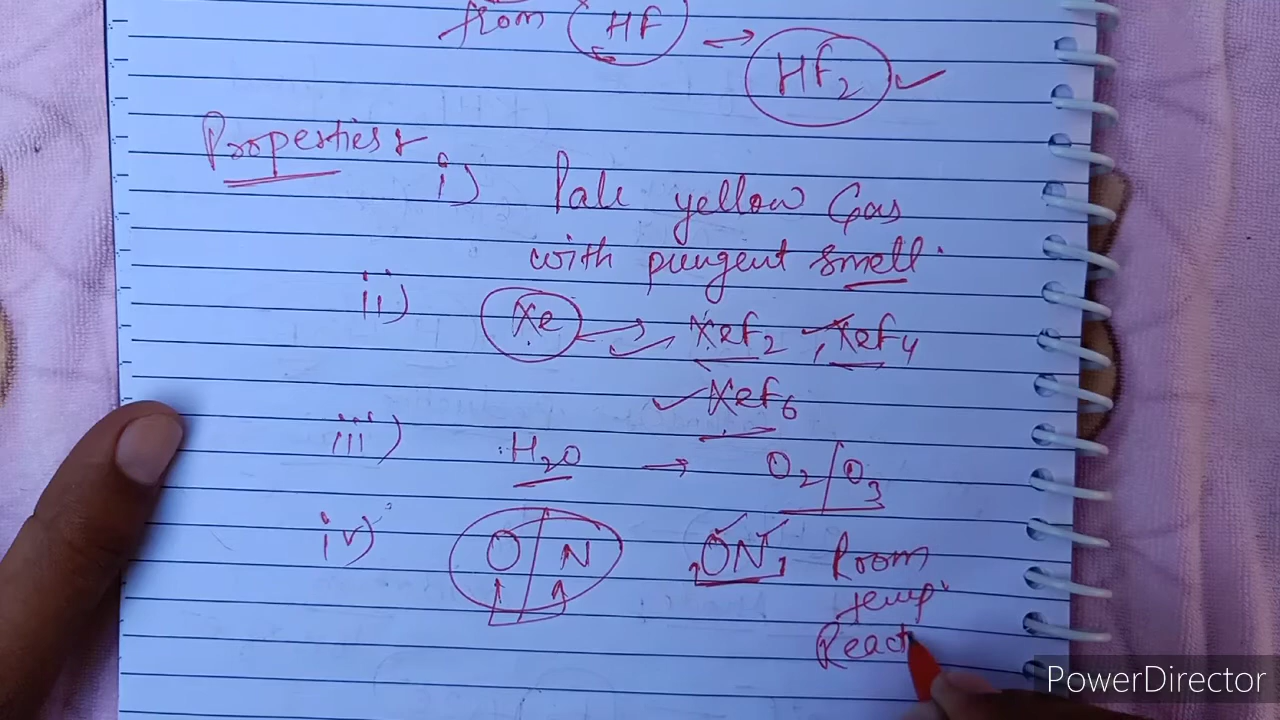 from HF → HF2 ✓
Properties
i) Pale yellow Gas
with pungent smell.
ii) Xe → XeF2, XeF4
XeF6
iii) H2O → O2/O3
iv) O/N ON, Room
temp
React
PowerDirector